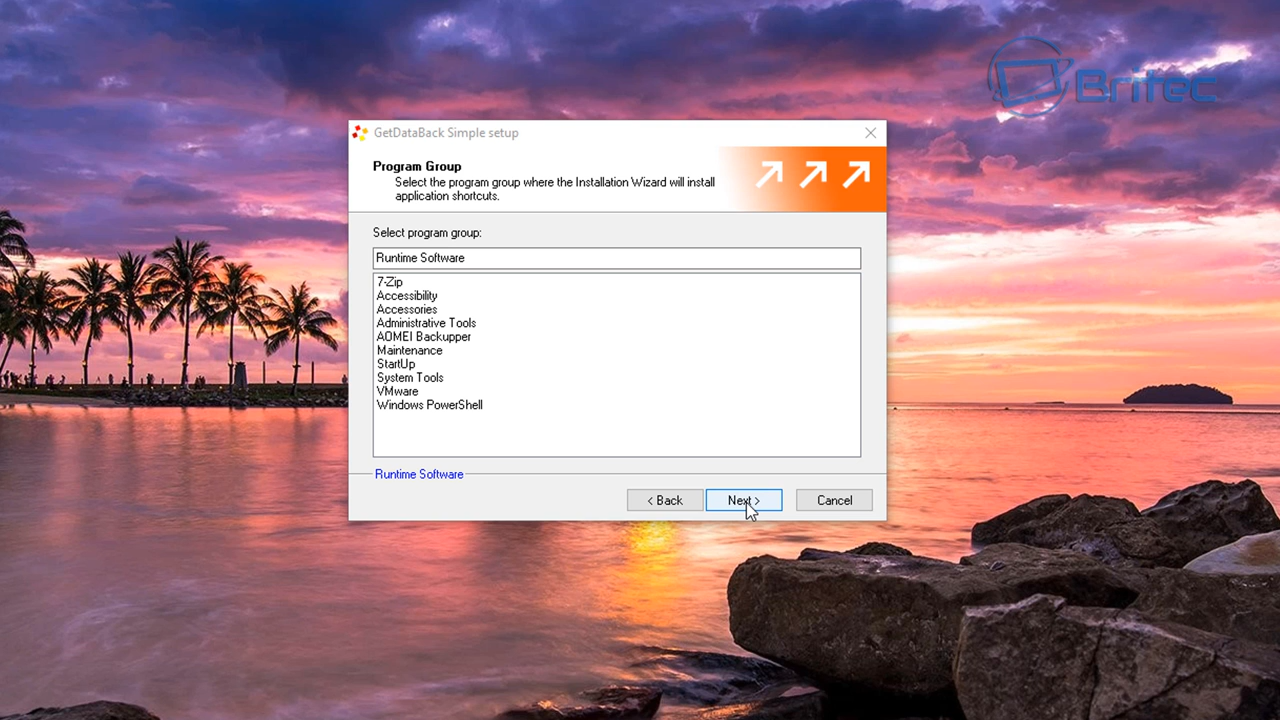 Britec
GetDataBack Simple setup
Program Group
Select the program group where the Installation Wizard will install
application shortcuts.
Select program group:
Runtime Software
7-Zip
Accessibility
Accessories
Administrative Tools
AOMEI Backupper
Maintenance
StartUp
System Tools
VMware
Windows PowerShell
Runtime Software
< Back
Next >
Cancel